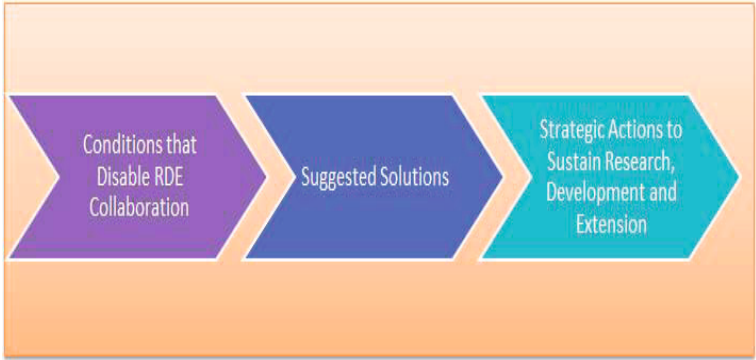 Conditions that
Disable RDE
Collaboration
Suggested Solutions
Strategic Actions to
Sustain Research,
Development and
Extension